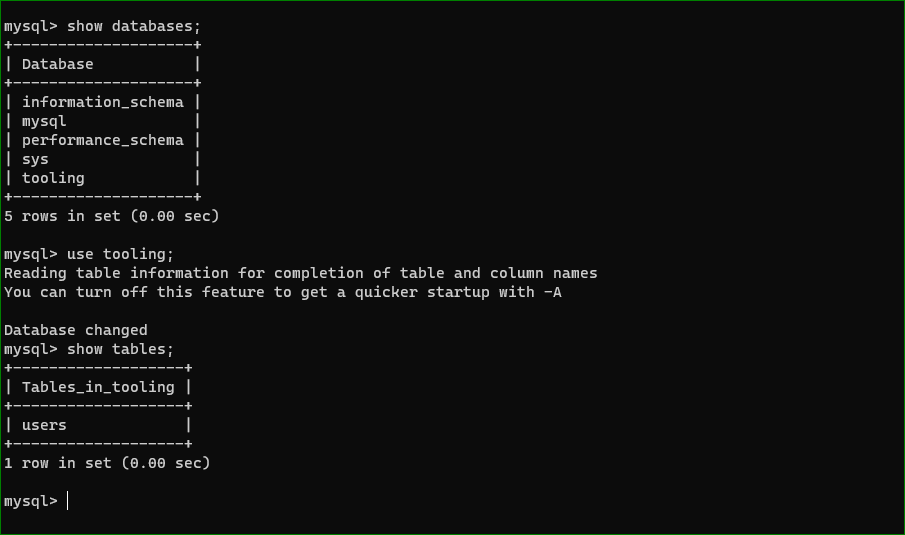 mysql> show databases;
+--------------------+
| Database           |
+--------------------+
| information_schema |
| mysql              |
| performance_schema |
| sys                |
| tooling            |
+--------------------+
5 rows in set (0.00 sec)

mysql> use tooling;
Reading table information for completion of table and column names
You can turn off this feature to get a quicker startup with -A

Database changed
mysql> show tables;
+-------------------+
| Tables_in_tooling |
+-------------------+
| users             |
+-------------------+
1 row in set (0.00 sec)

mysql>